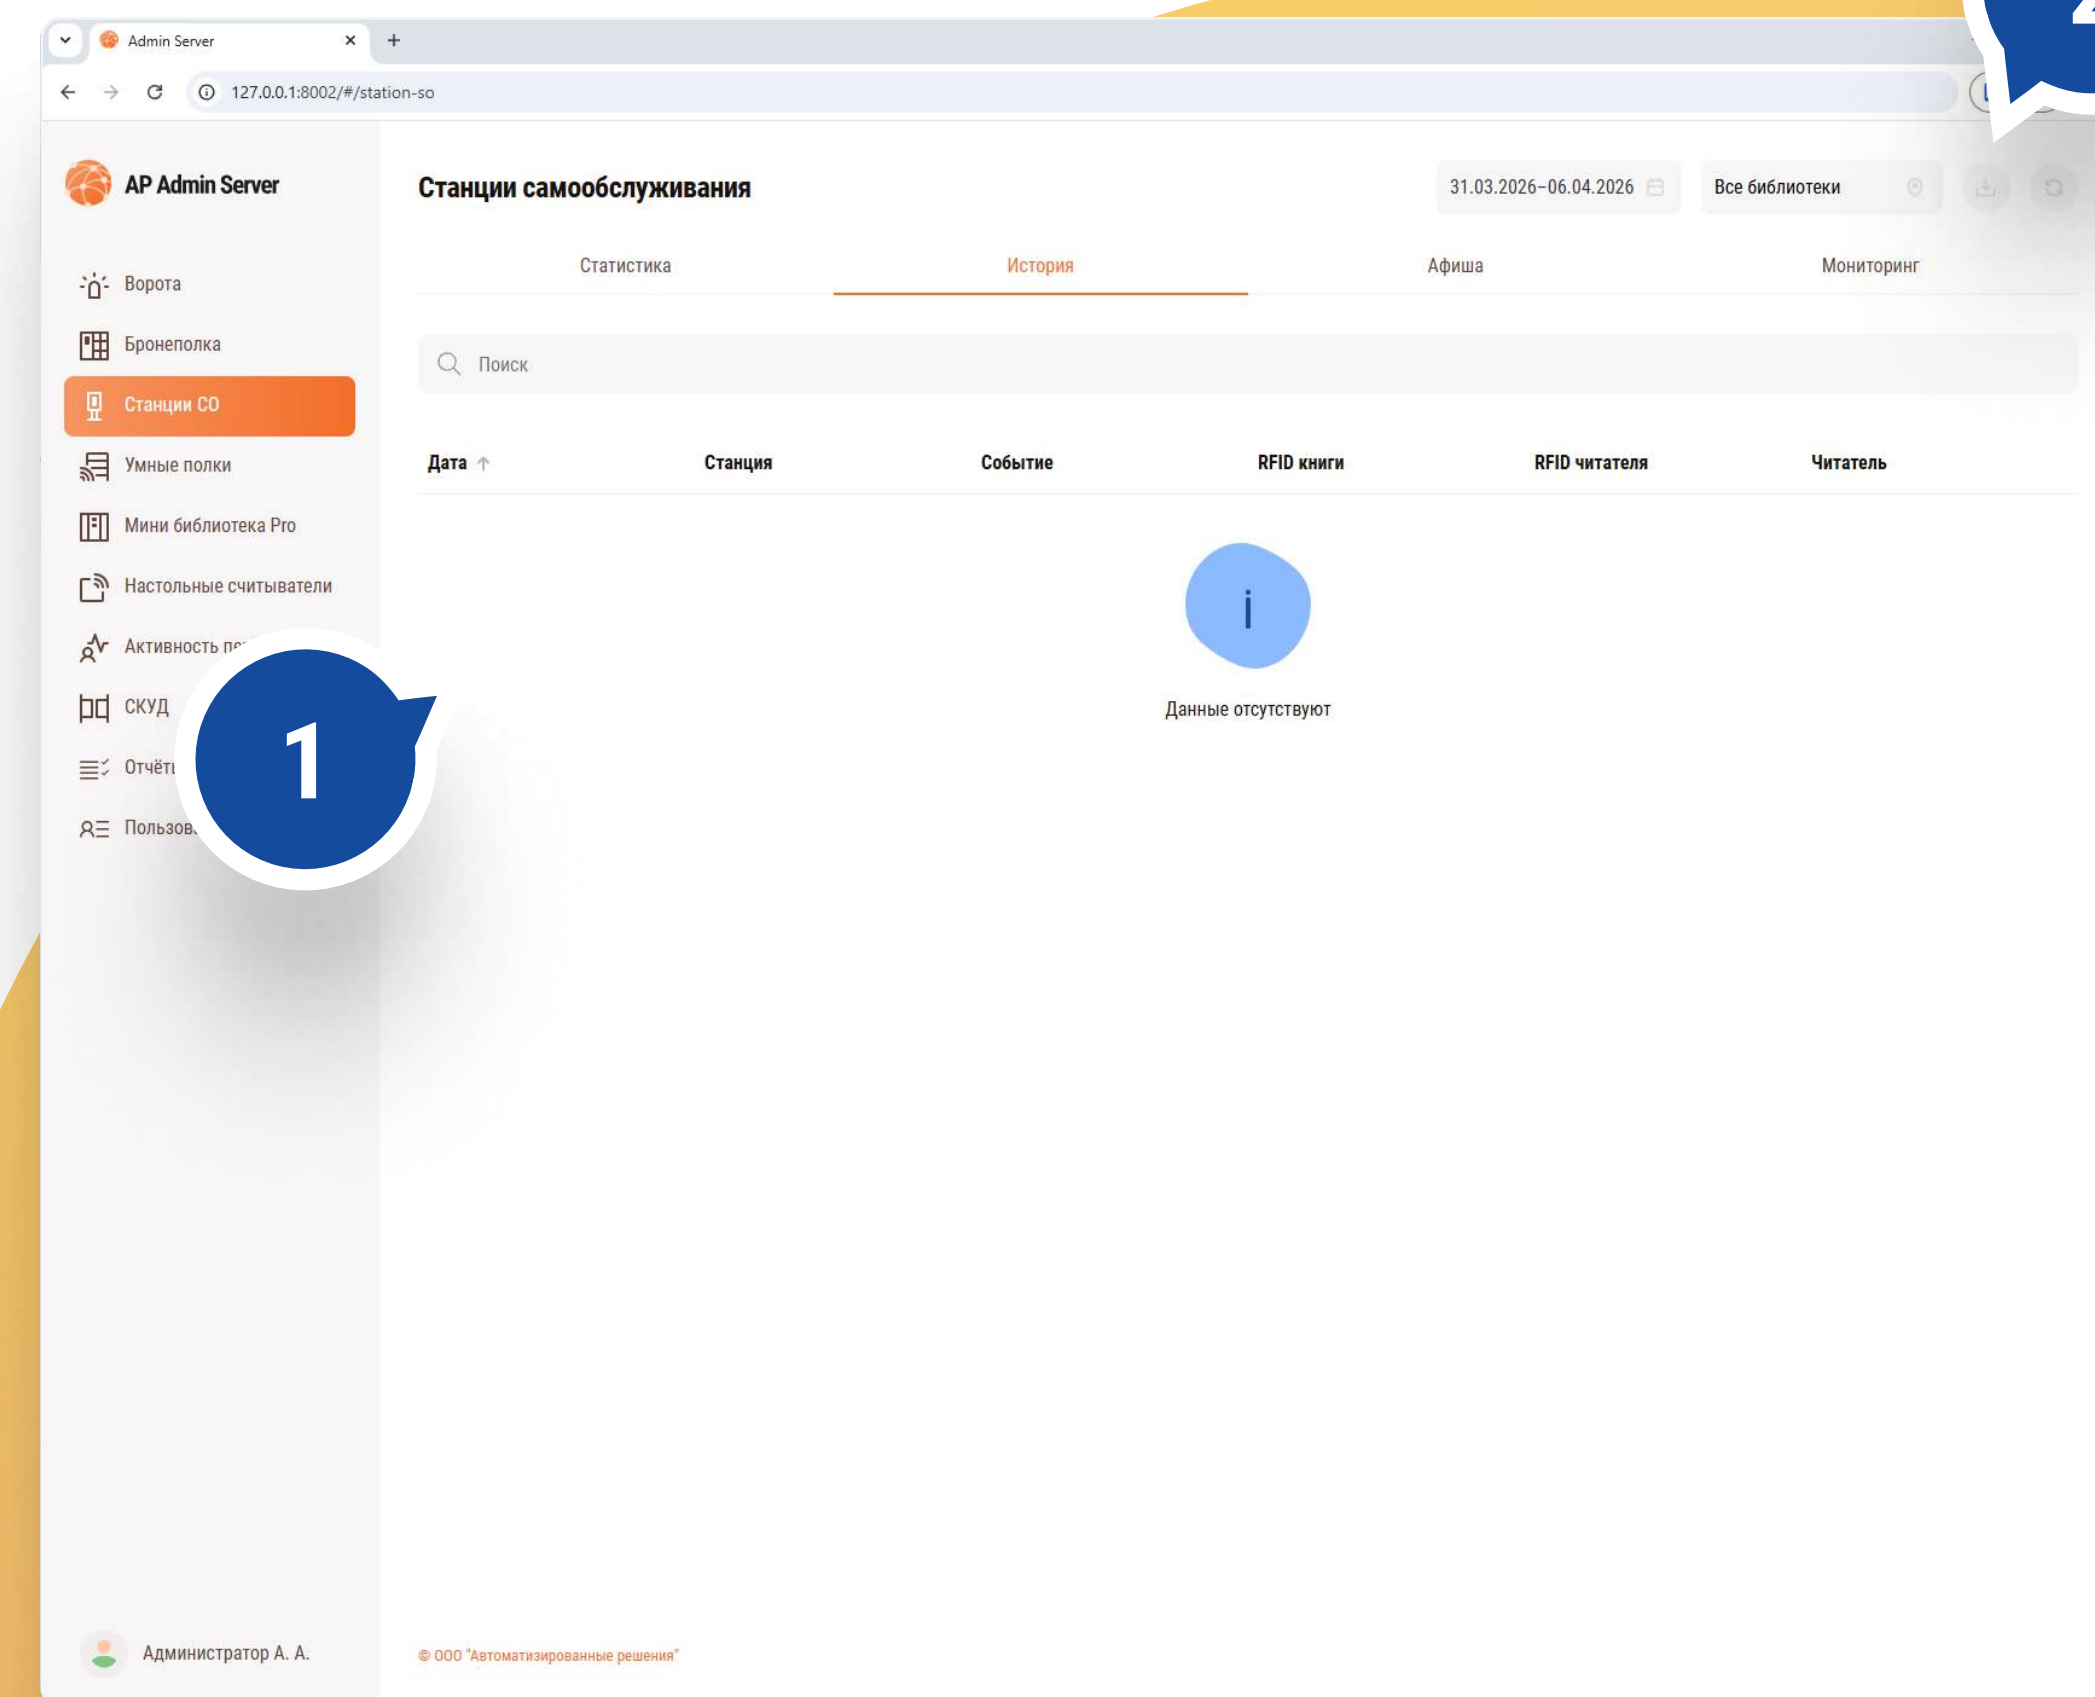 Admin Server
127.0.0.1:8002/#/station-so
AP Admin Server
Станции самообслуживания
31.03.2026–06.04.2026
Все библиотеки
Статистика
История
Афиша
Мониторинг
Ворота
Бронеполка
Станции СО
Умные полки
Мини библиотека Pro
Настольные считыватели
Активность
СКУД
Поиск
Дата
Станция
Событие
RFID книги
RFID читателя
Читатель
i
Данные отсутствуют
1
Администратор А. А.
© ООО "Автоматизированные решения"